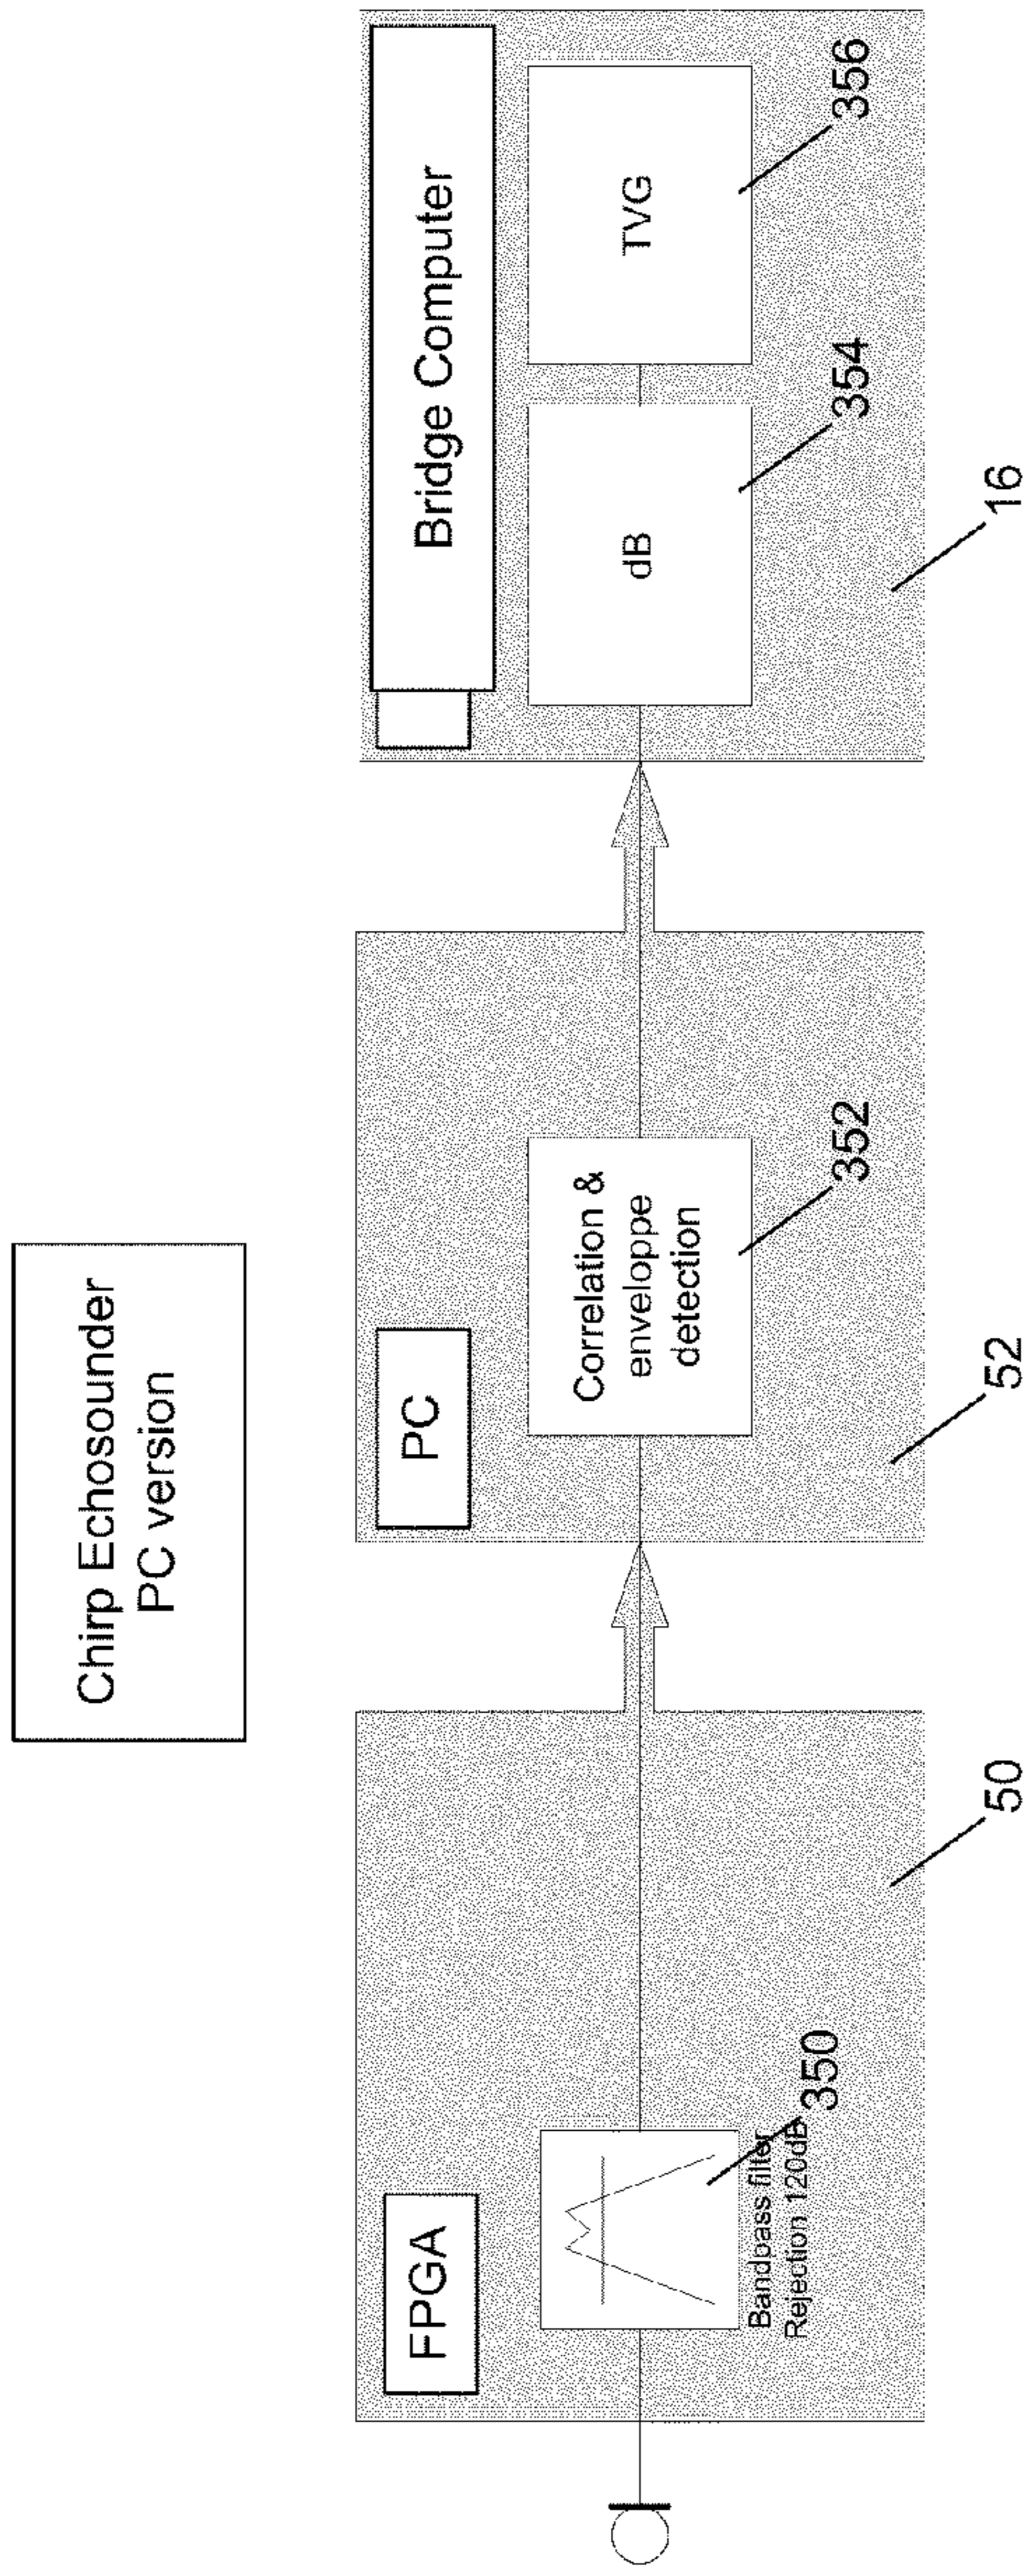 Chirp Echosounder
PC version
FPGA
Bandpass filter
Rejection 120dB
350
50
PC
Correlation &
enveloppe
detection
352
52
Bridge Computer
dB
354
TVG
356
16